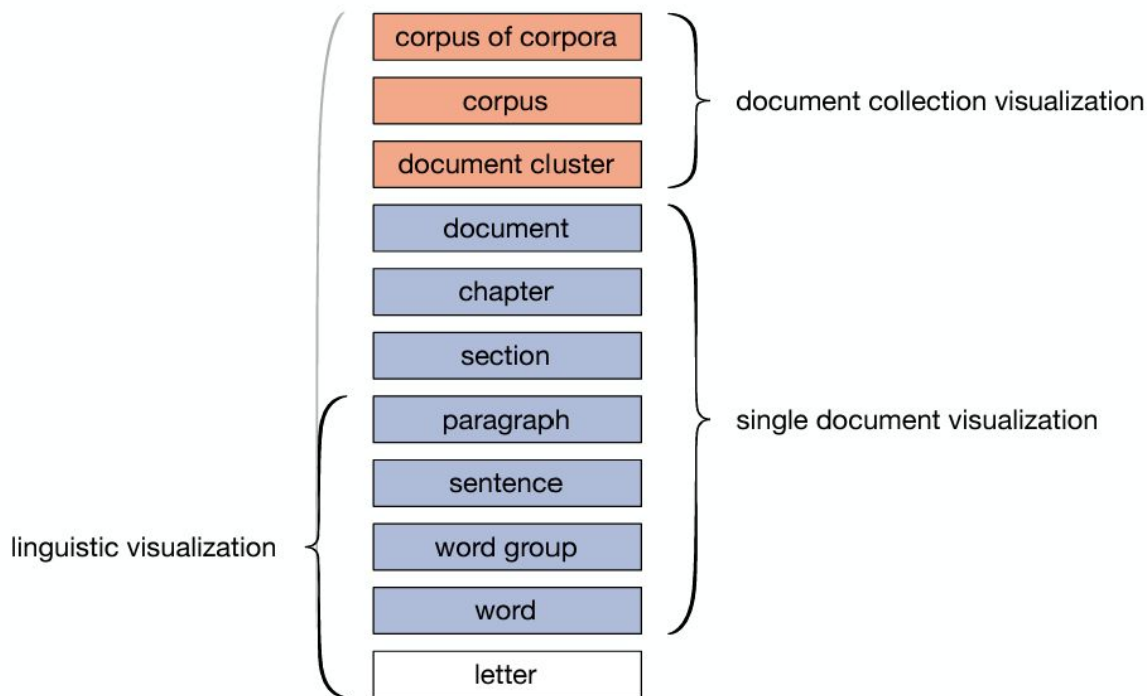 corpus of corpora
corpus
document collection visualization
document cluster
document
chapter
section
paragraph
single document visualization
sentence
linguistic visualization
word group
word
letter